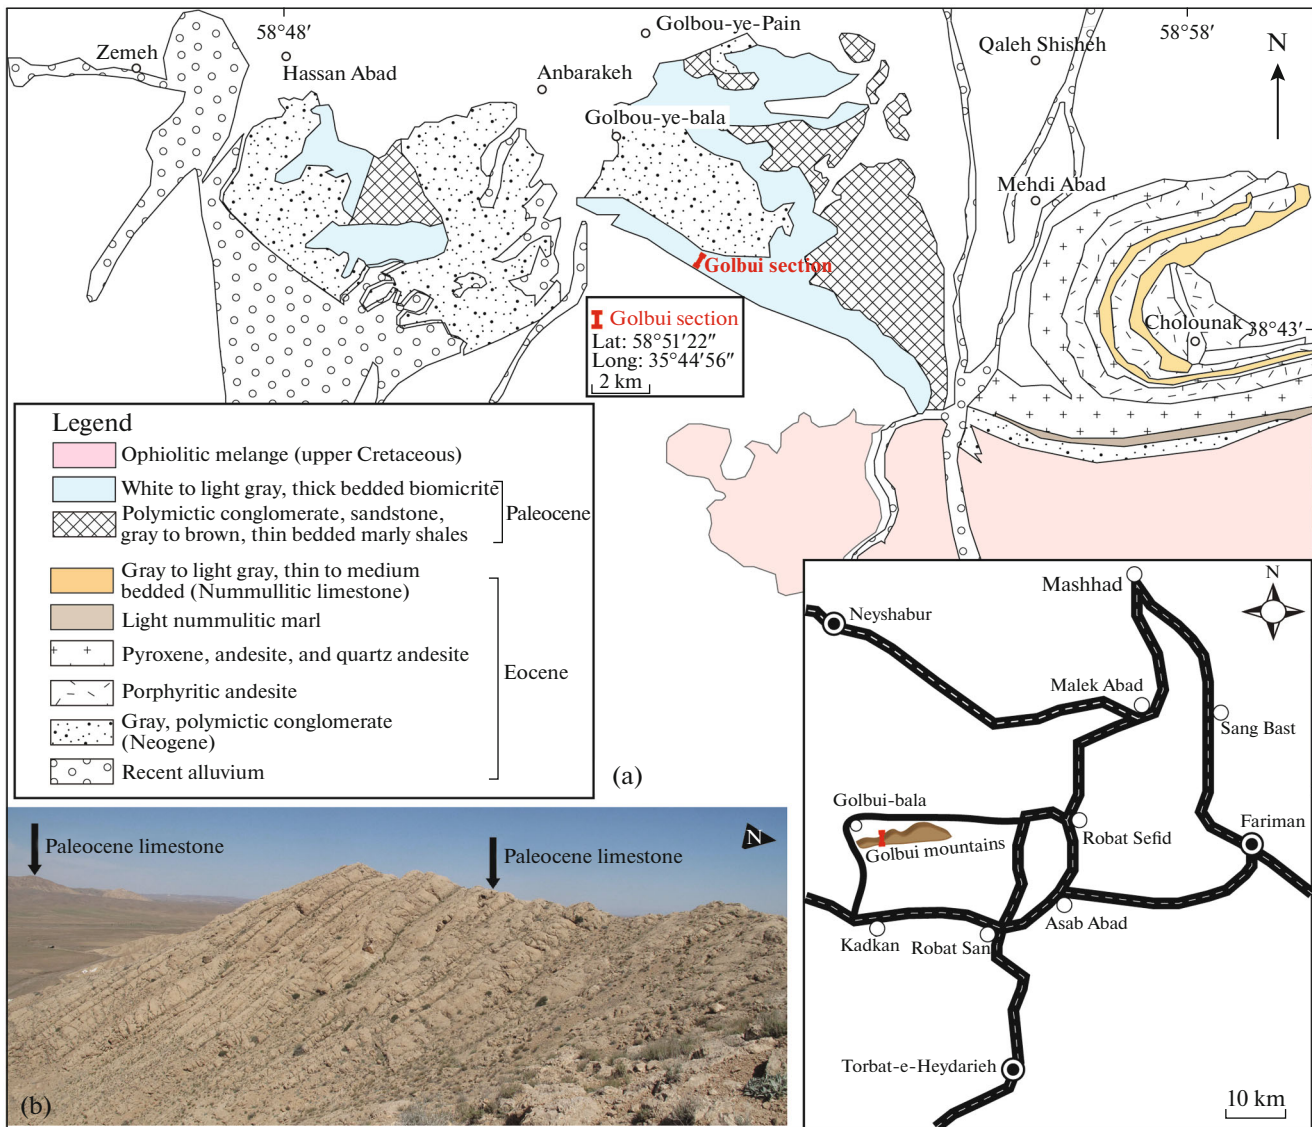 Zemeh
58°48′
Hassan Abad
Golbou-ye-Pain
Anbarakeh
Golbou-ye-bala
Qaleh Shisheh
58°58′
N
Mehdi Abad
Golbui section
Cholounak
38°43′
Golbui section
Lat: 58°51′22″
Long: 35°44′56″
2 km
Legend
Ophiolitic melange (upper Cretaceous)
White to light gray, thick bedded biomicrite
Polymictic conglomerate, sandstone,
gray to brown, thin bedded marly shales
Paleocene
Gray to light gray, thin to medium
bedded (Nummullitic limestone)
Light nummulitic marl
Pyroxene, andesite, and quartz andesite
Porphyritic andesite
Gray, polymictic conglomerate
(Neogene)
Recent alluvium
Eocene
(a)
Paleocene limestone
Paleocene limestone
N
(b)
Mashhad
N
Neyshabur
Malek Abad
Sang Bast
Golbui-bala
Golbui mountains
Robat Sefid
Fariman
Kadkan
Robat San
Asab Abad
Torbat-e-Heydarieh
10 km